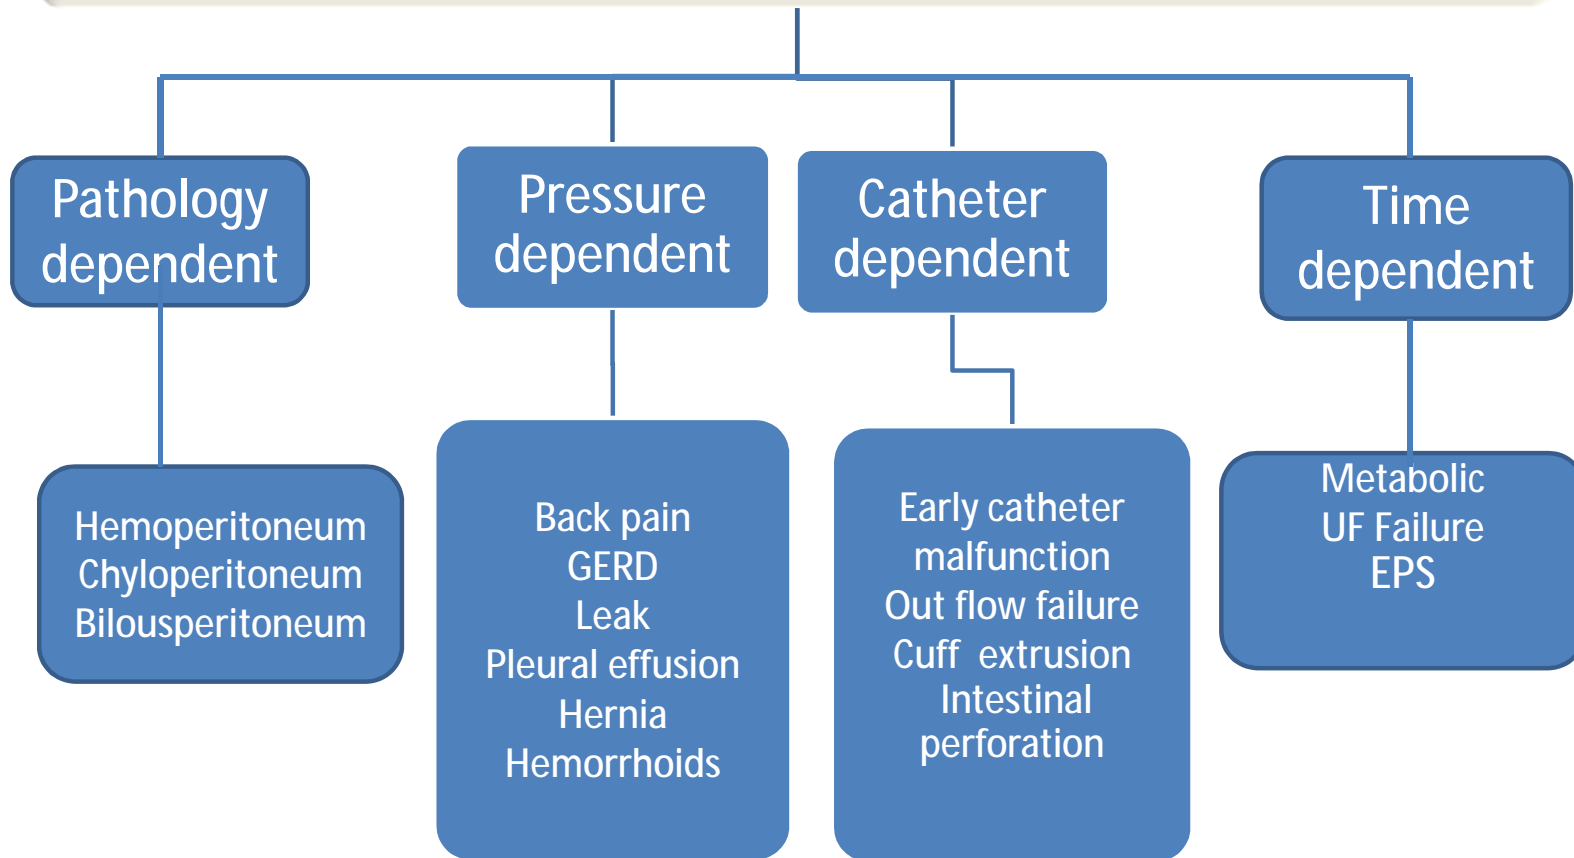 Pathology
dependent
Pressure
dependent
Catheter
dependent
Time
dependent
Hemoperitoneum
Chyloperitoneum
Bilousperitoneum
Back pain
GERD
Leak
Pleural effusion
Hernia
Hemorrhoids
Early catheter
malfunction
Out flow failure
Cuff  extrusion
Intestinal
perforation
Metabolic
UF Failure
EPS